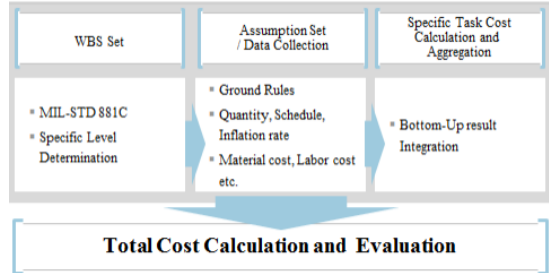 WBS Set
Assumption Set
/ Data Collection
Specific Task Cost
Calculation and
Aggregation
▪ MIL-STD 881C
▪ Specific Level
Determination
▪ Ground Rules
▪ Quantity, Schedule,
Inflation rate
▪ Material cost, Labor cost
etc.
▪ Bottom-Up result
Integration
Total Cost Calculation and Evaluation